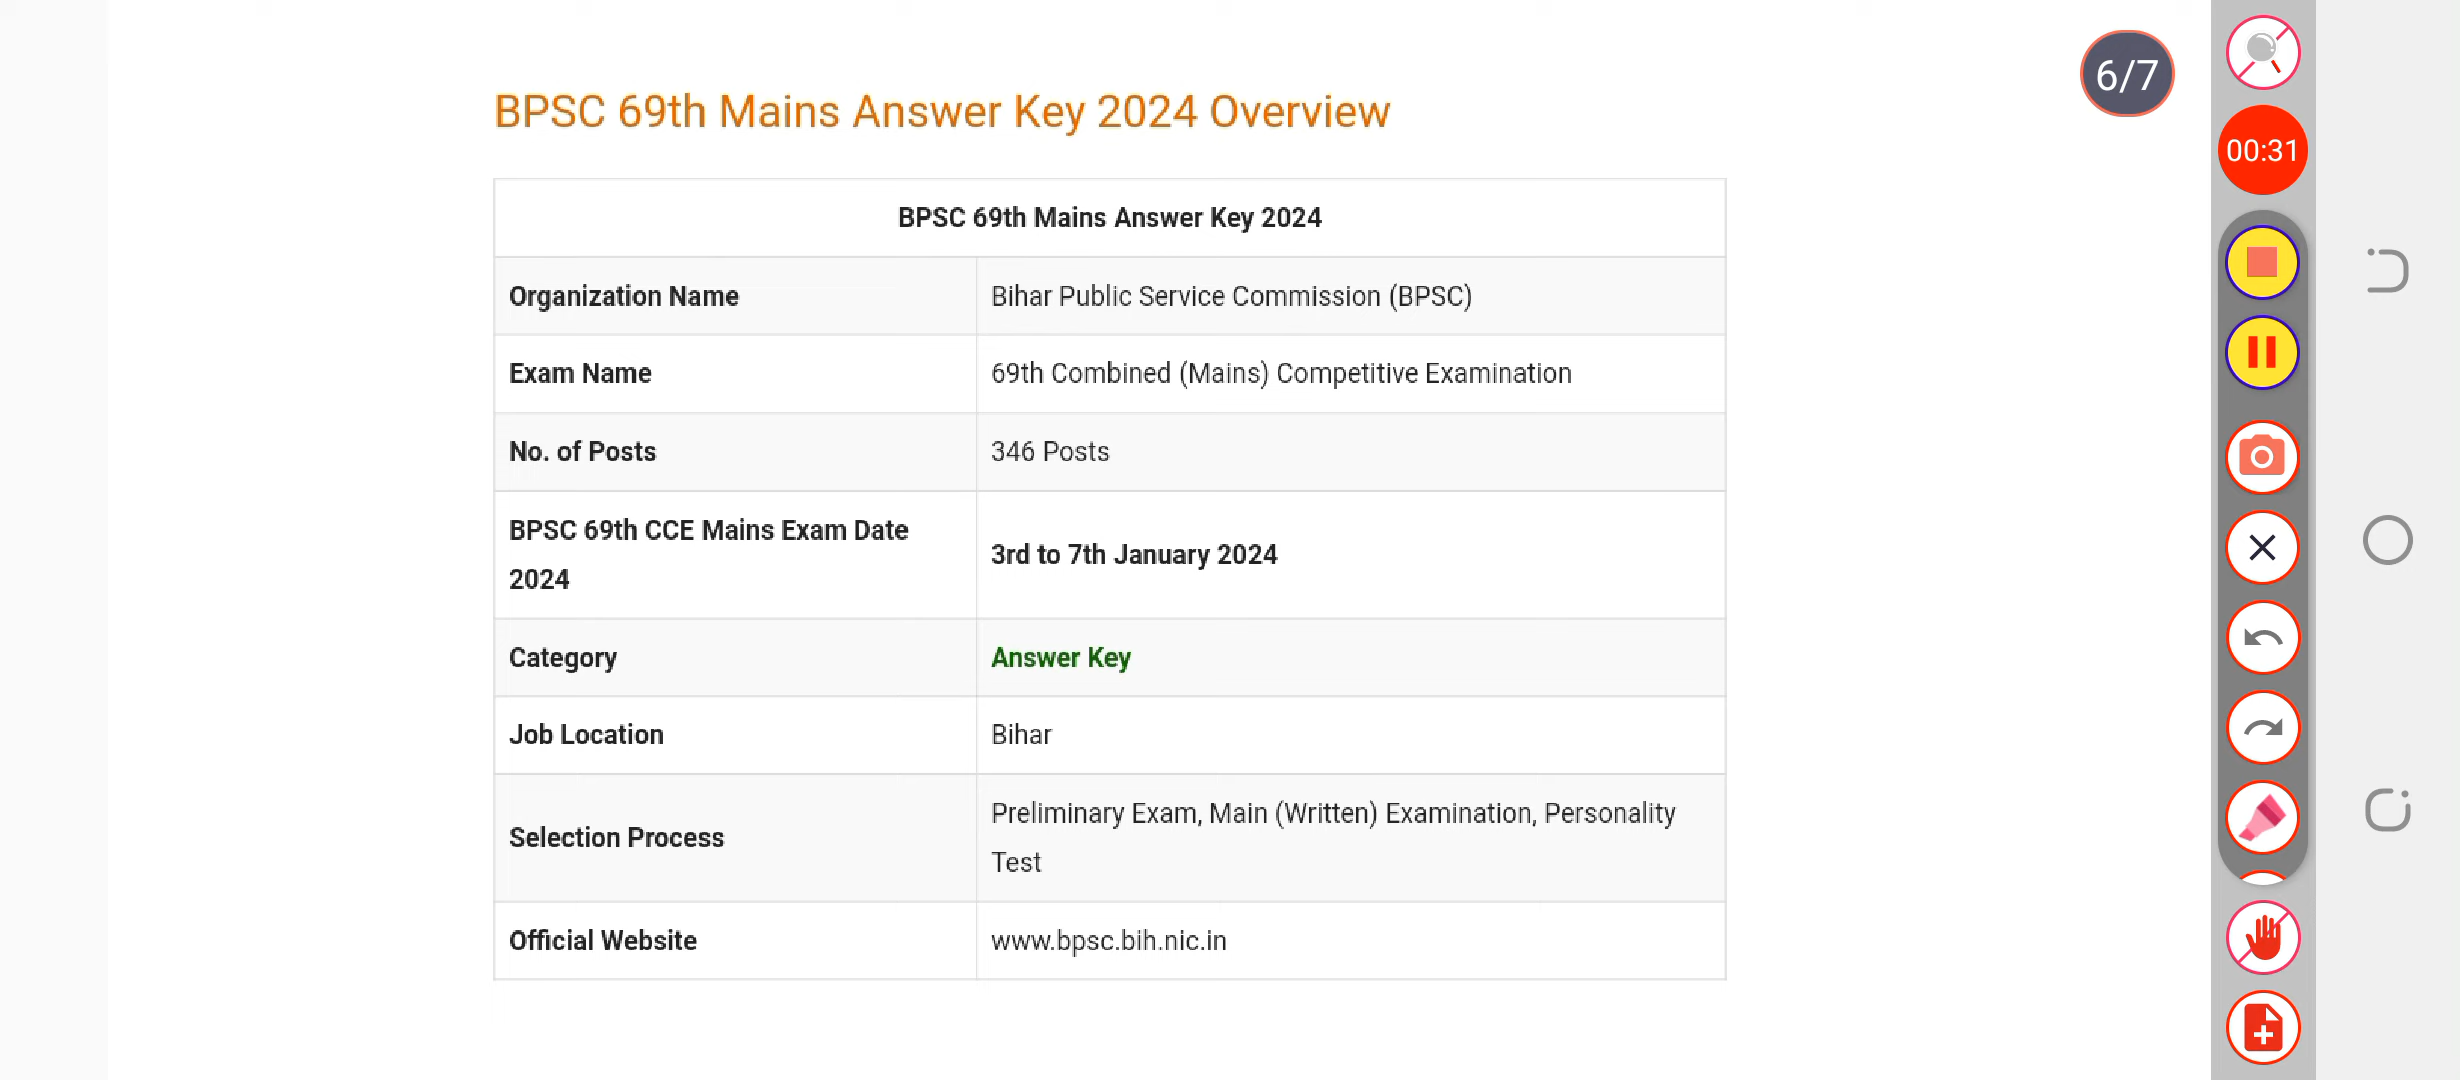 BPSC 69th Mains Answer Key 2024 Overview
6/7
00:31
BPSC 69th Mains Answer Key 2024
Organization Name
Bihar Public Service Commission (BPSC)
Exam Name
69th Combined (Mains) Competitive Examination
No. of Posts
346 Posts
BPSC 69th CCE Mains Exam Date
2024
3rd to 7th January 2024
Category
Answer Key
Job Location
Bihar
Selection Process
Preliminary Exam, Main (Written) Examination, Personality
Test
Official Website
www.bpsc.bih.nic.in